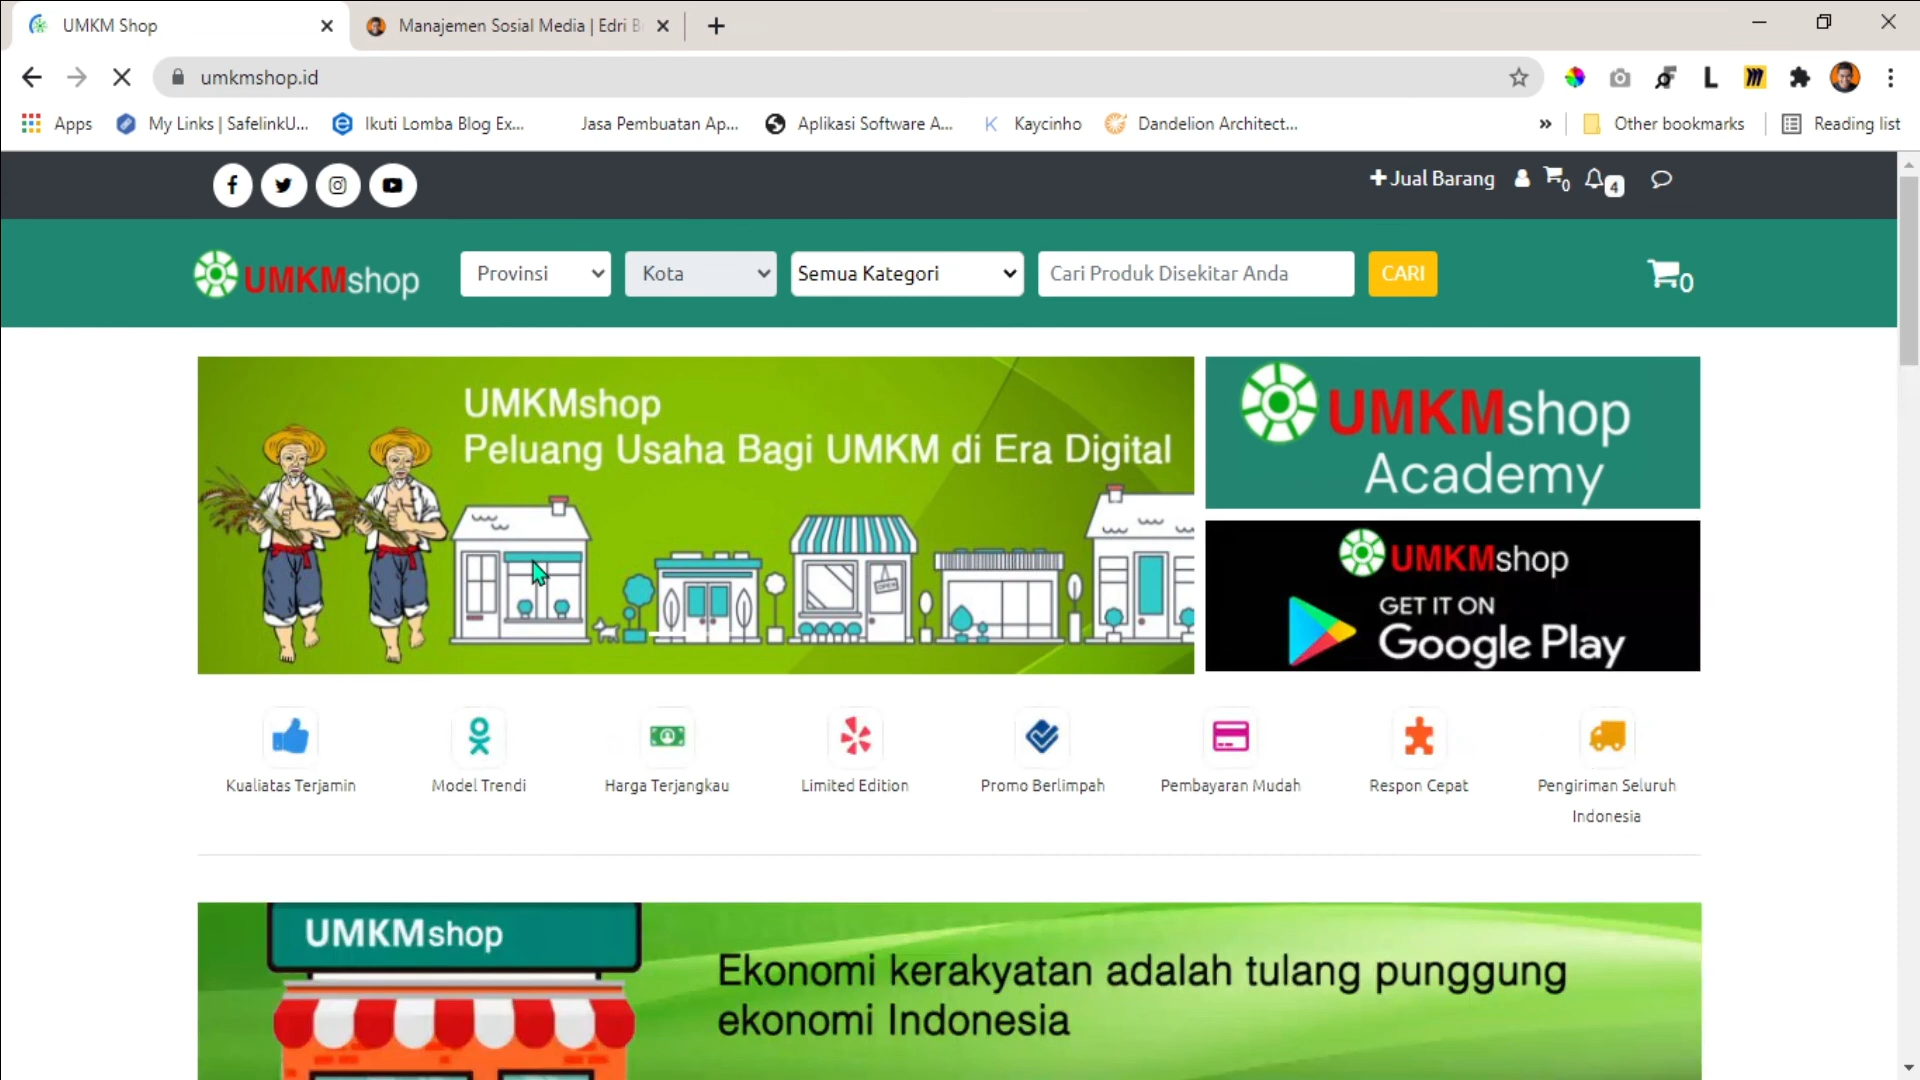 UMKM Shop
Manajemen Sosial Media | Edri B
umkmshop.id
Apps
My Links | SafelinkU...
Ikuti Lomba Blog Ex...
Jasa Pembuatan Ap...
Aplikasi Software A...
K Kaycinho
Dandelion Architect...
»
Other bookmarks
Reading list
Jual Barang
0
4
UMKMshop
Provinsi
Kota
Semua Kategori
Cari Produk Disekitar Anda
CARI
0
UMKMshop
Peluang Usaha Bagi UMKM di Era Digital
OPEN
UMKMshop
Academy
UMKMshop
GET IT ON
Google Play
Kualiatas Terjamin
Model Trendi
Harga Terjangkau
Limited Edition
Promo Berlimpah
Pembayaran Mudah
Respon Cepat
Pengiriman Seluruh
Indonesia
UMKMshop
Ekonomi kerakyatan adalah tulang punggung
ekonomi Indonesia